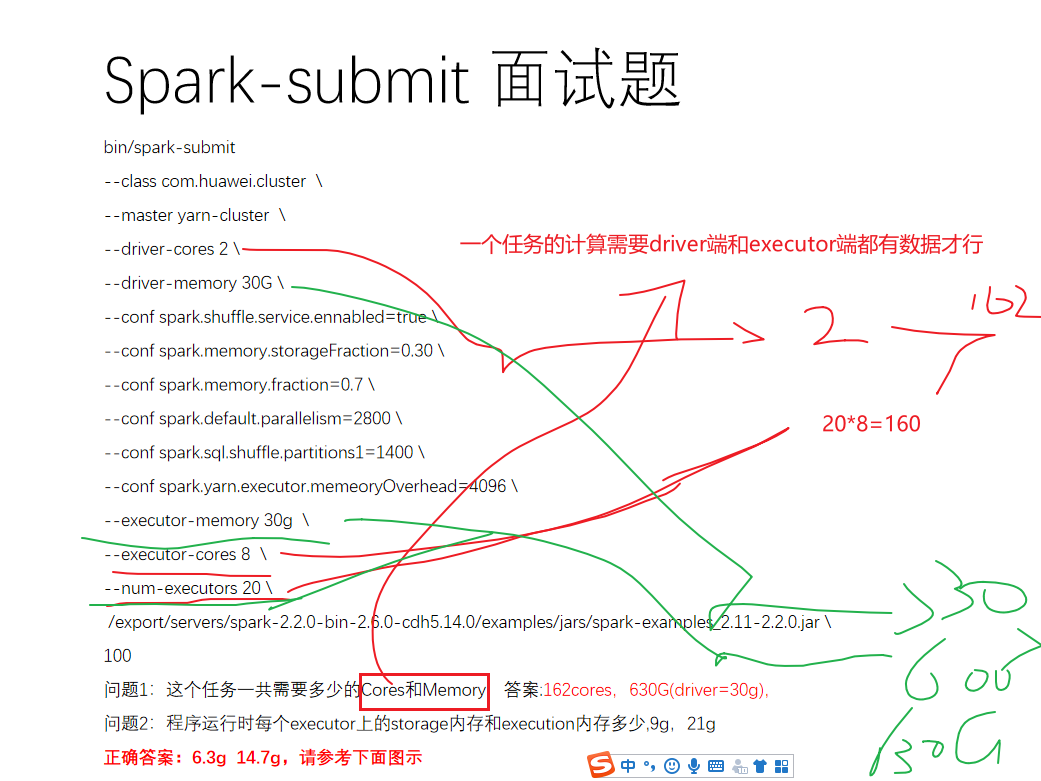 Spark-submit 面试题
bin/spark-submit
--class com.huawei.cluster \
--master yarn-cluster \
--driver-cores 2 \
一个任务的计算需要driver端和executor端都有数据才行
--driver-memory 30G \
162
--conf spark.shuffle.service.ennabled=true \
2
--conf spark.memory.storageFraction=0.30 \
--conf spark.memory.fraction=0.7 \
--conf spark.default.parallelism=2800 \
20*8=160
--conf spark.sql.shuffle.partitions1=1400 \
--conf spark.yarn.executor.memeoryOverhead=4096 \
--executor-memory 30g \
--executor-cores 8 \
--num-executors 20 \
30
/export/servers/spark-2.2.0-bin-2.6.0-cdh5.14.0/examples/jars/spark-examples_2.11-2.2.0.jar \
100
600
问题1：这个任务一共需要多少的Cores和Memory 答案:162cores，630G(driver=30g),
问题2：程序运行时每个executor上的storage内存和execution内存多少,9g，21g
630G
正确答案：6.3g 14.7g，请参考下面图示
中